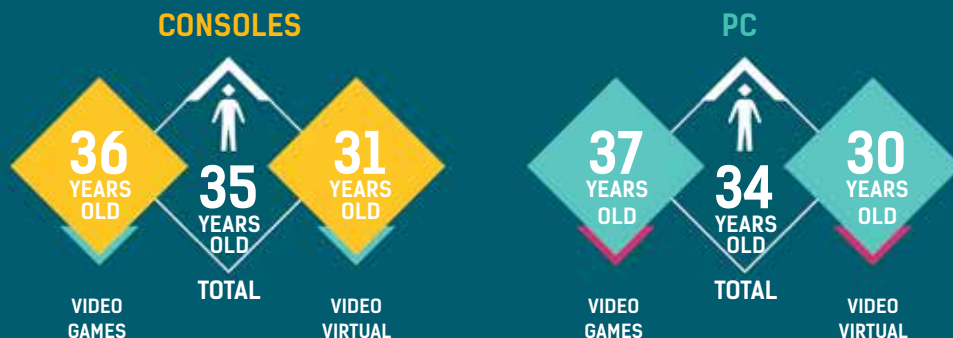 CONSOLES
36
YEARS
OLD
35
YEARS
OLD
TOTAL
31
YEARS
OLD
VIDEO
GAMES
VIDEO
VIRTUAL
PC
37
YEARS
OLD
34
YEARS
OLD
TOTAL
30
YEARS
OLD
VIDEO
GAMES
VIDEO
VIRTUAL